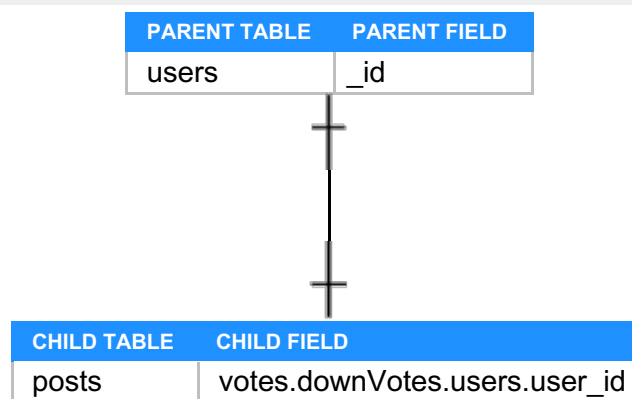 PARENT TABLE PARENT FIELD
users _id
CHILD TABLE CHILD FIELD
posts votes.downVotes.users.user_id